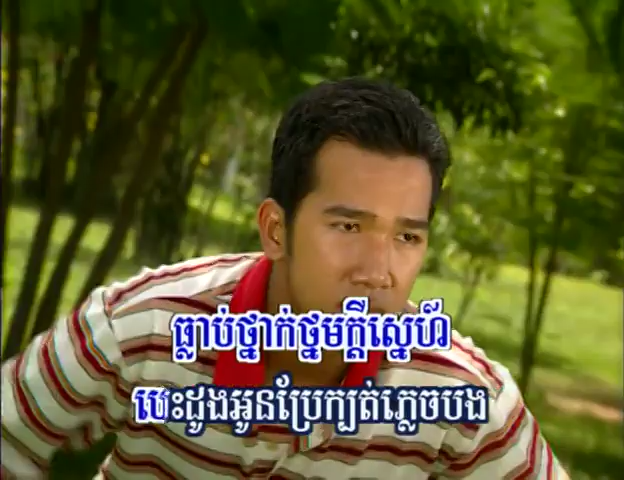 ធ្លាប់ថ្នាក់ថ្នមក្តីស្នេហ៍
បេះដូងអូនប្រែក្បត់ភ្លេចបង